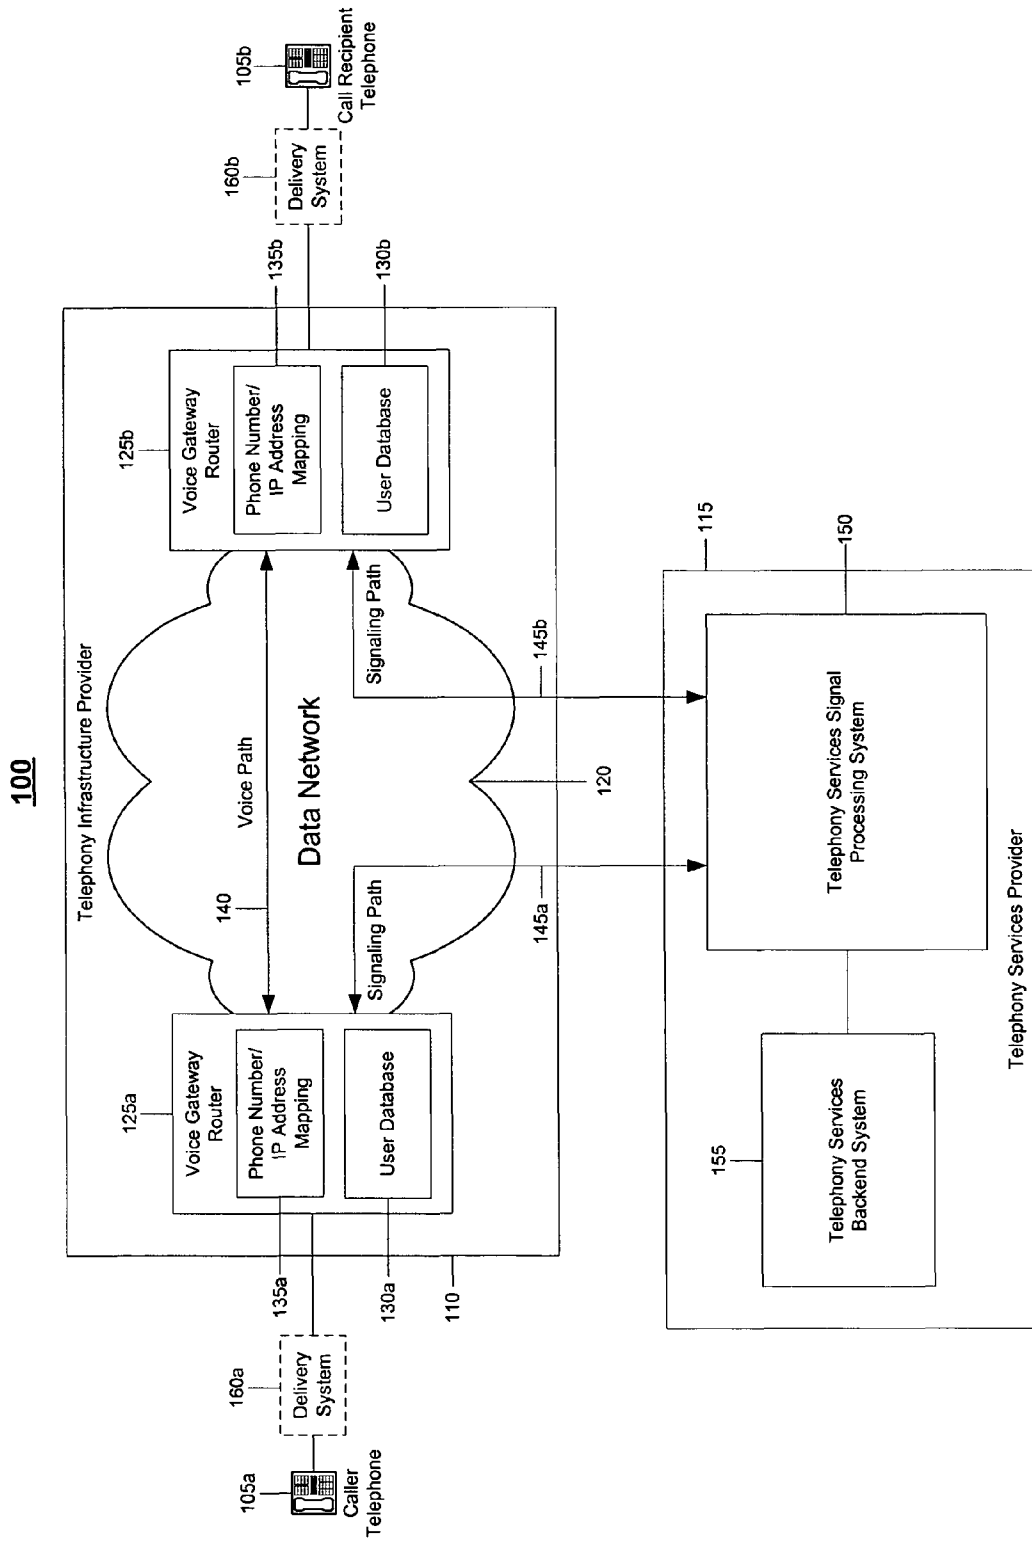 100
Telephony Infrastructure Provider
105a
Caller
Telephone
160a
Delivery
System
125a
Voice Gateway
Router
Phone Number/
IP Address
Mapping
User Database
135a
130a
110
140
Voice Path
Data Network
Signaling Path
Signaling Path
145a
120
145b
125b
Voice Gateway
Router
Phone Number/
IP Address
Mapping
User Database
135b
130b
160b
Delivery
System
105b
Call Recipient
Telephone
115
155
Telephony Services
Backend System
Telephony Services Signal
Processing System
150
Telephony Services Provider